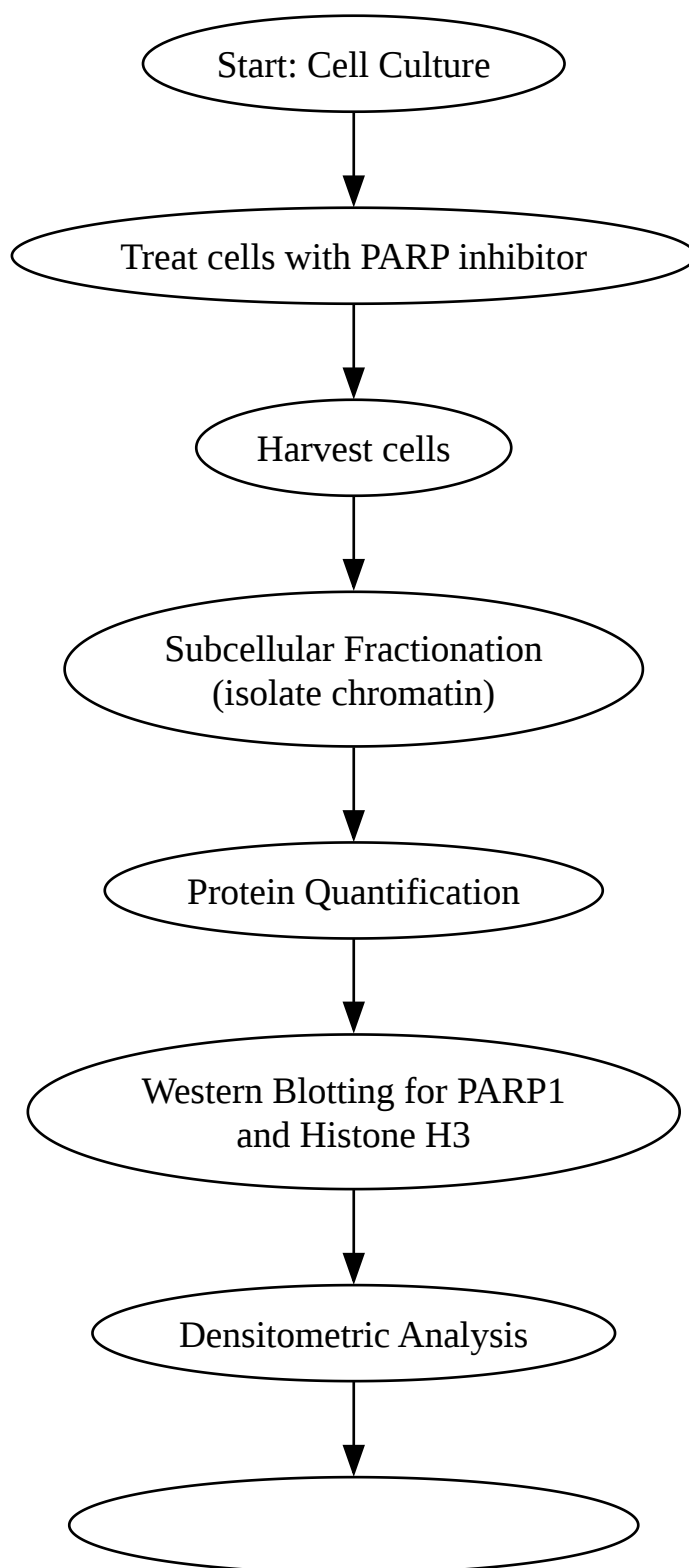 Start: Cell Culture
Treat cells with PARP inhibitor
Harvest cells
Subcellular Fractionation
(isolate chromatin)
Protein Quantification
Western Blotting for PARP1
and Histone H3
Densitometric Analysis